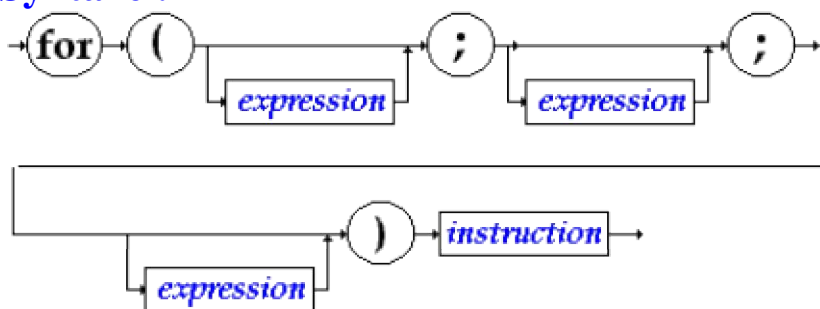 for ( ; ;
expression expression
) instruction
expression